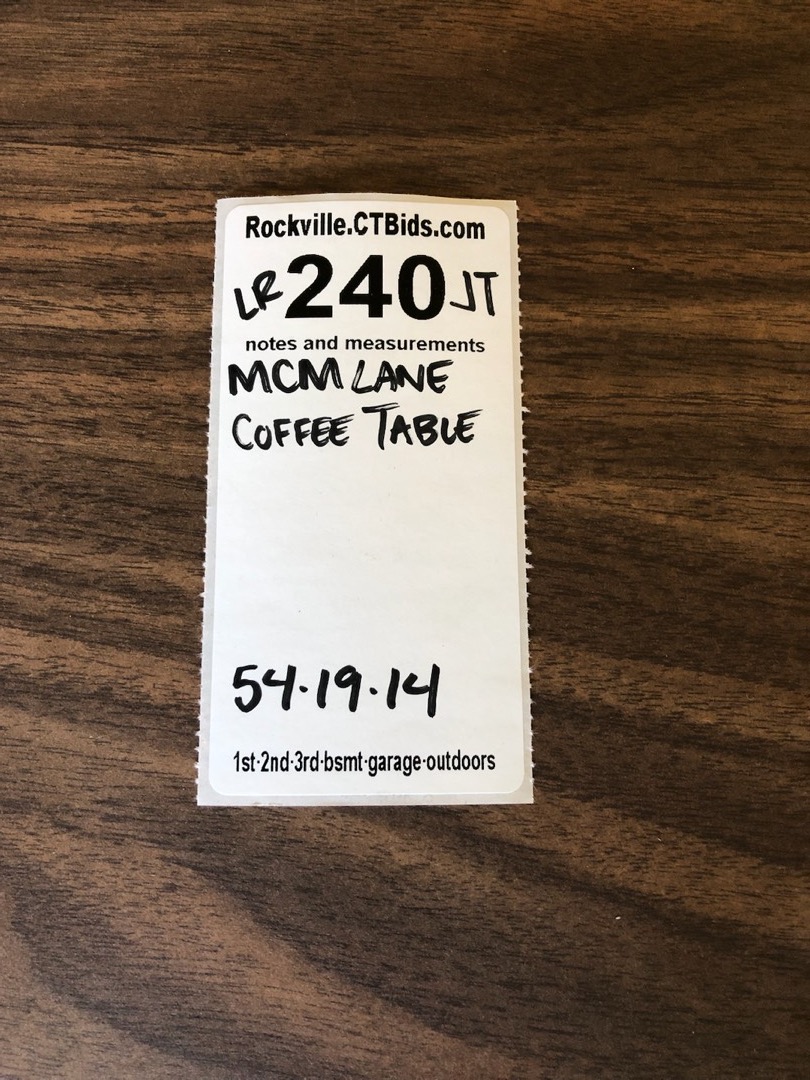 Rockville.CTBids.com
LR 240 JT
notes and measurements
MCM LANE
COFFEE TABLE
54.19.14
1st·2nd·3rd·bsmt·garage·outdoors